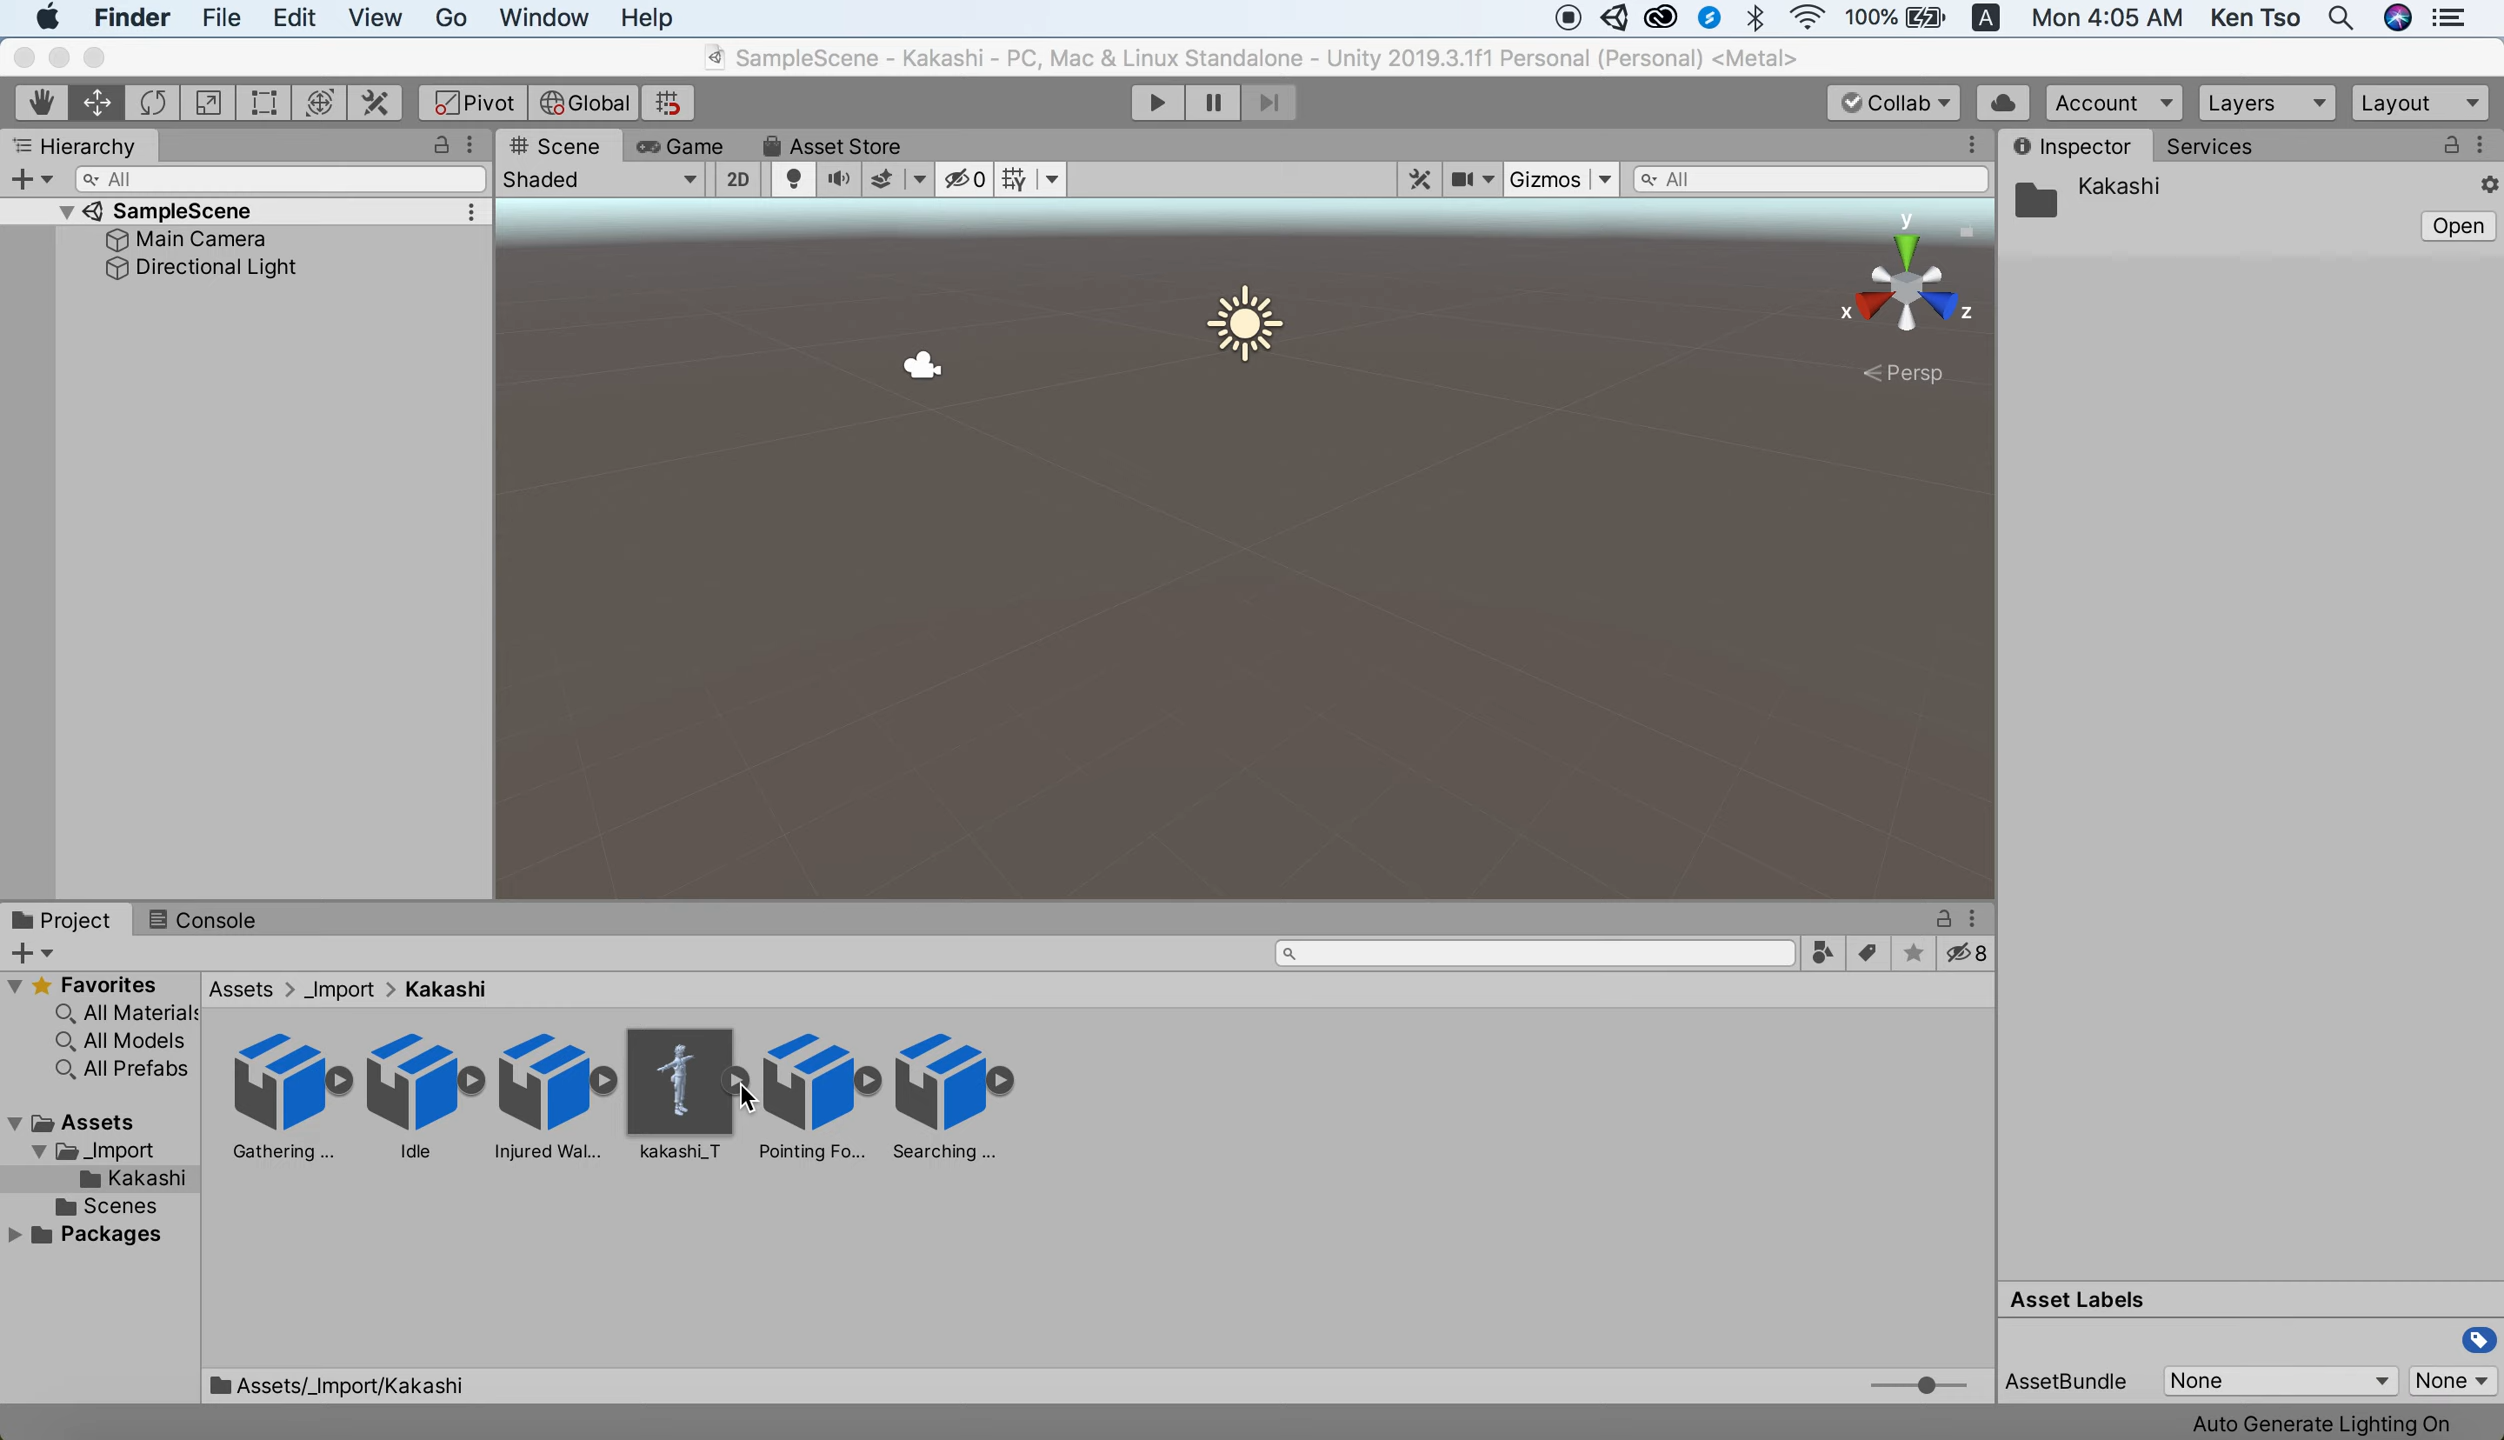 Finder File Edit View Go Window Help 100% A Mon 4:05 AM Ken Tso
SampleScene - Kakashi - PC, Mac & Linux Standalone - Unity 2019.3.1f1 Personal (Personal) <Metal>
Pivot Global Collab Account Layers Layout
Hierarchy Scene Game Asset Store Inspector Services
All Shaded 2D 0 Gizmos All Kakashi
Open
SampleScene
Main Camera
Directional Light
y
x z
Persp
Project Console
8
Favorites
All Materials
All Models
All Prefabs
Assets
_Import
Kakashi
Scenes
Packages
Assets > _Import > Kakashi
Gathering ... Idle Injured Wal... kakashi_T Pointing Fo... Searching ...
Assets/_Import/Kakashi
Asset Labels
AssetBundle None None
Auto Generate Lighting On